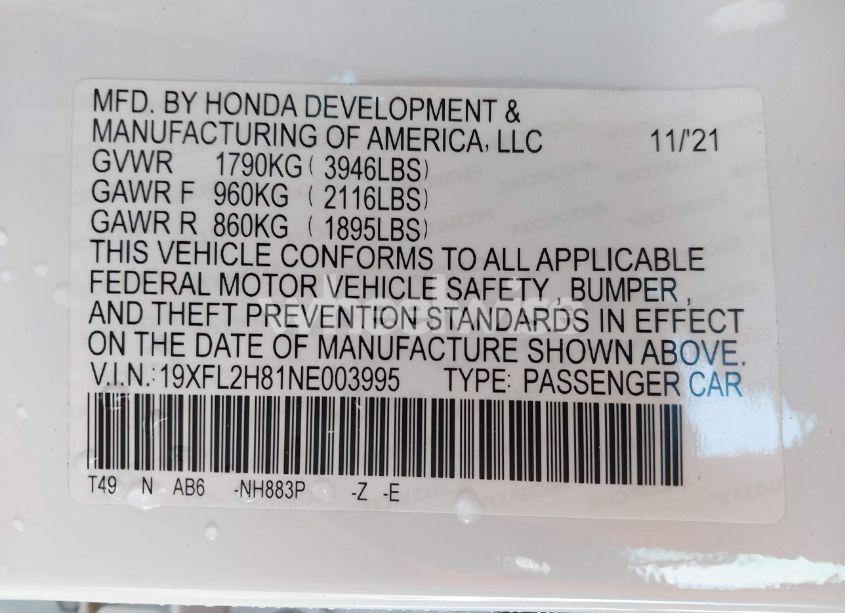 MFD. BY HONDA DEVELOPMENT &
MANUFACTURING OF AMERICA, LLC 11/'21
GVWR 1790KG ( 3946LBS)
GAWR F 960KG ( 2116LBS)
GAWR R 860KG ( 1895LBS)
THIS VEHICLE CONFORMS TO ALL APPLICABLE
FEDERAL MOTOR VEHICLE SAFETY , BUMPER ,
AND THEFT PREVENTION STANDARDS IN EFFECT
ON THE DATE OF MANUFACTURE SHOWN ABOVE.
V.I.N.:19XFL2H81NE003995 TYPE: PASSENGER CAR
T49 N AB6 -NH883P -Z -E